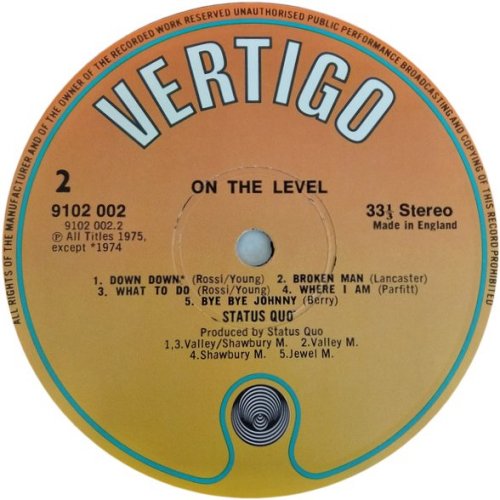 ALL RIGHTS OF THE MANUFACTURER AND OF THE OWNER OF THE RECORDED WORK RESERVED UNAUTHORISED PUBLIC PERFORMANCE BROADCASTING AND COPYING OF THIS RECORD PROHIBITED
VERTIGO
2
ON THE LEVEL
9102 002
33⅓ Stereo
9102 002.2
Made in England
℗ All Titles 1975,
except *1974
1. DOWN DOWN* (Rossi/Young) 2. BROKEN MAN (Lancaster)
3. WHAT TO DO (Rossi/Young) 4. WHERE I AM (Parfitt)
5. BYE BYE JOHNNY (Berry)
STATUS QUO
Produced by Status Quo
1,3.Valley/Shawbury M. 2.Valley M.
4.Shawbury M. 5.Jewel M.